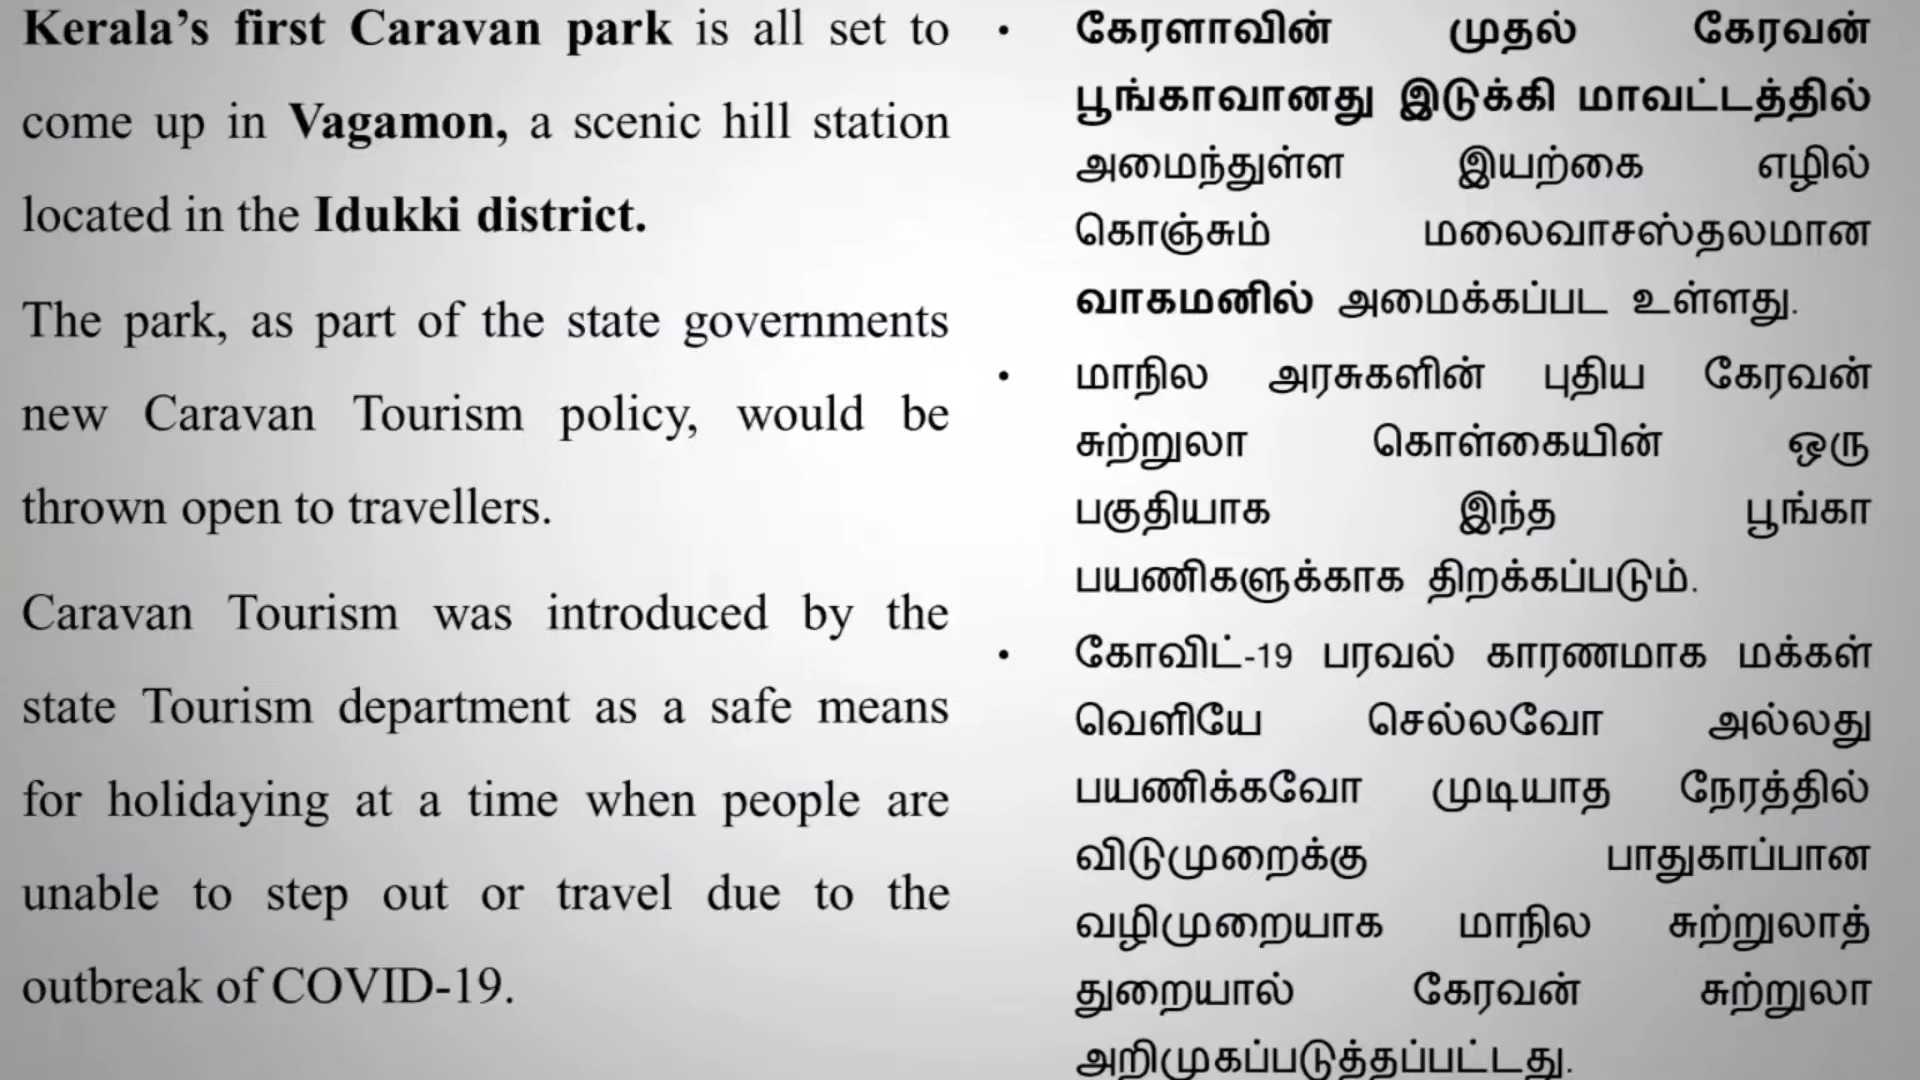 Kerala’s first Caravan park is all set to
come up in Vagamon, a scenic hill station
located in the Idukki district.
The park, as part of the state governments
new Caravan Tourism policy, would be
thrown open to travellers.
Caravan Tourism was introduced by the
state Tourism department as a safe means
for holidaying at a time when people are
unable to step out or travel due to the
outbreak of COVID-19.
• கேரளாவின் முதல் கேரவன்
பூங்காவானது இடுக்கி மாவட்டத்தில்
அமைந்துள்ள இயற்கை எழில்
கொஞ்சும் மலைவாசஸ்தலமான
வாகமனில் அமைக்கப்பட உள்ளது.
• மாநில அரசுகளின் புதிய கேரவன்
சுற்றுலா கொள்கையின் ஒரு
பகுதியாக இந்த பூங்கா
பயணிகளுக்காக திறக்கப்படும்.
• கோவிட்-19 பரவல் காரணமாக மக்கள்
வெளியே செல்லவோ அல்லது
பயணிக்கவோ முடியாத நேரத்தில்
விடுமுறைக்கு பாதுகாப்பான
வழிமுறையாக மாநில சுற்றுலாத்
துறையால் கேரவன் சுற்றுலா
அறிமுகப்படுத்தப்பட்டது.